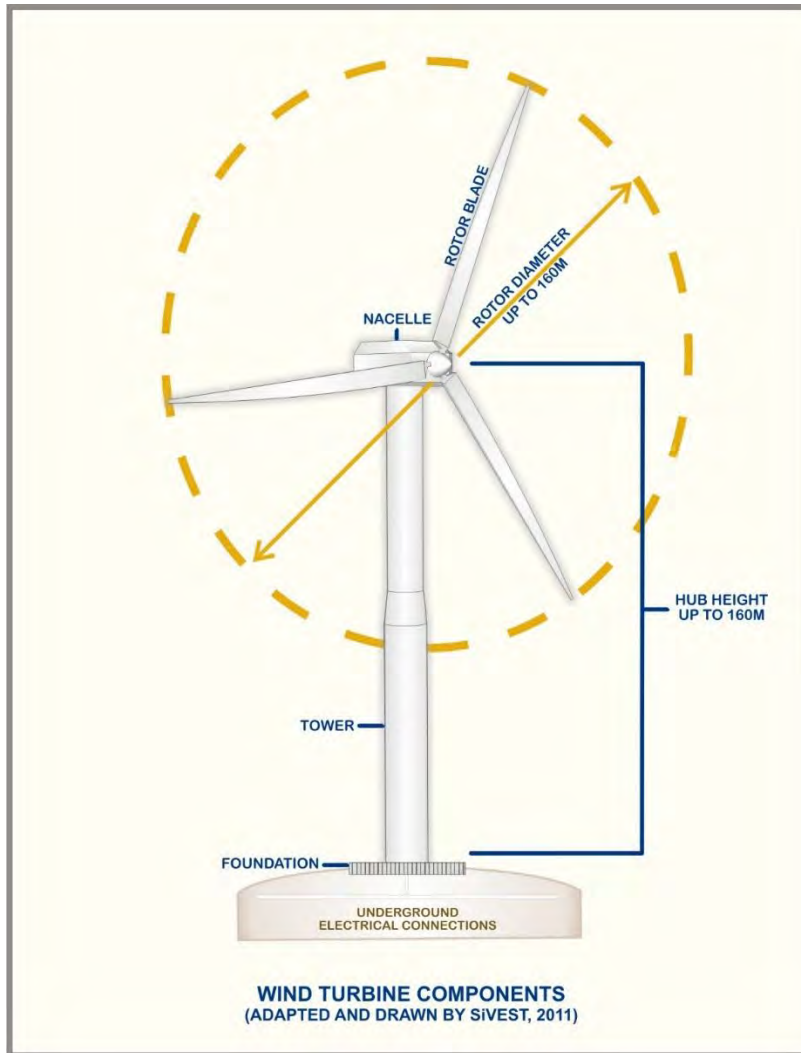 ROTOR BLADE
ROTOR DIAMETER
UP TO 160M
NACELLE
HUB HEIGHT
UP TO 160M
TOWER
FOUNDATION
UNDERGROUND
ELECTRICAL CONNECTIONS
WIND TURBINE COMPONENTS
(ADAPTED AND DRAWN BY SiVEST, 2011)